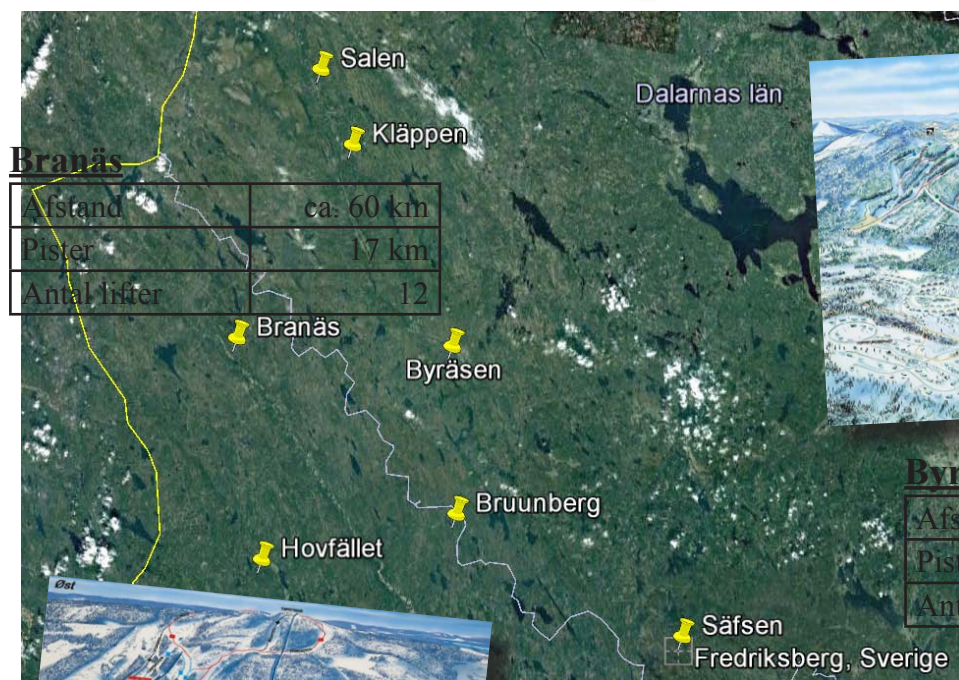 Salen
Dalarnas län
Kläppen
Branäs
Afstand ca. 60 km
Pister 17 km
Antal lifter 12
Branäs
Byräsen
Bruunberg
Hovfället
Øst
Säfsen
Fredriksberg, Sverige